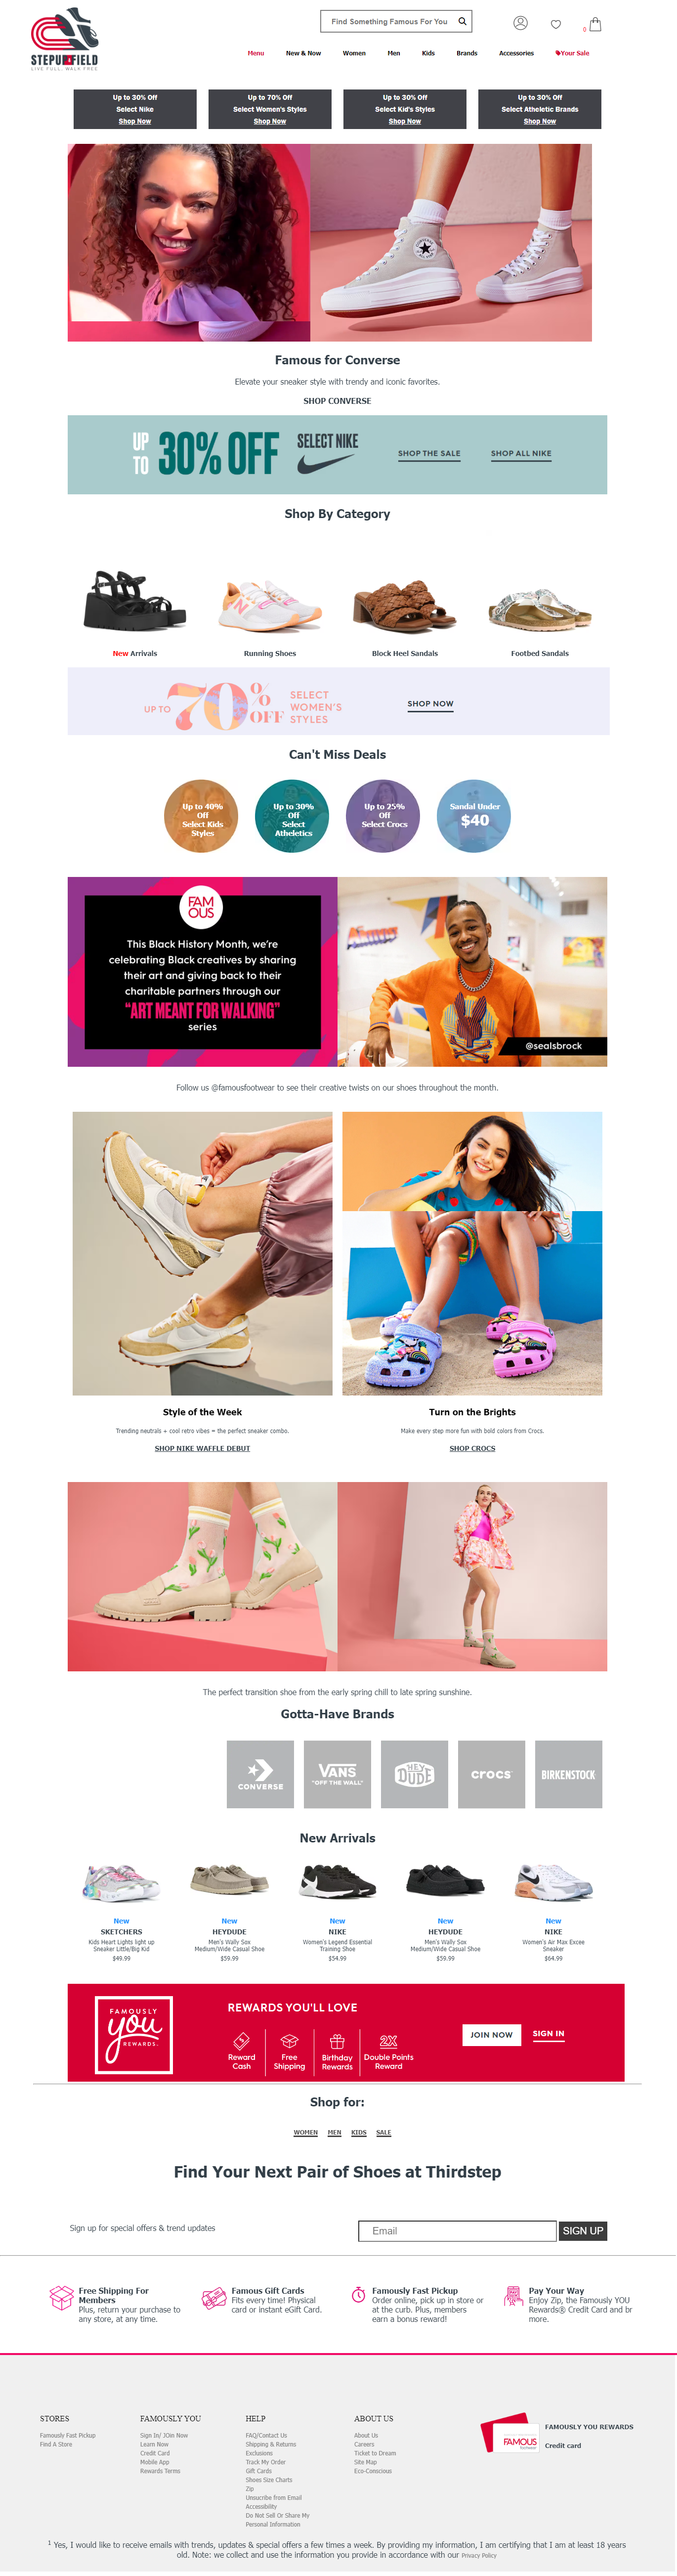 STEPUPFIELD
LIVE FULL. WALK FREE
Find Something Famous For You
0
Menu New & Now Women Men Kids Brands Accessories Your Sale
Up to 30% Off
Select Nike
Shop Now
Up to 70% Off
Select Women's Styles
Shop Now
Up to 30% Off
Select Kid's Styles
Shop Now
Up to 30% Off
Select Atheletic Brands
Shop Now
Famous for Converse
Elevate your sneaker style with trendy and iconic favorites.
SHOP CONVERSE
UP TO 30% OFF SELECT NIKE SHOP THE SALE SHOP ALL NIKE
Shop By Category
New Arrivals Running Shoes Block Heel Sandals Footbed Sandals
UP TO 70% OFF SELECT
WOMEN'S
STYLES
SHOP NOW
Can't Miss Deals
Up to 40%
Off
Select Kids
Styles
Up to 30%
Off
Select
Atheletics
Up to 25%
Off
Select Crocs
Sandal Under
$40
FAM
OUS
This Black History Month, we're
celebrating Black creatives by sharing
their art and giving back to their
charitable partners through our
"ART MEANT FOR WALKING"
series
@sealsbrock
Follow us @famousfootwear to see their creative twists on our shoes throughout the month.
Style of the Week
Trending neutrals + cool retro vibes = the perfect sneaker combo.
SHOP NIKE WAFFLE DEBUT
Turn on the Brights
Make every step more fun with bold colors from Crocs.
SHOP CROCS
The perfect transition shoe from the early spring chill to late spring sunshine.
Gotta-Have Brands
CONVERSE
VANS
"OFF THE WALL"
HEY
DUDE
crocs
BIRKENSTOCK
New Arrivals
New
SKETCHERS
Kids Heart Lights light up
Sneaker Little/Big Kid
$49.99
New
HEYDUDE
Men's Wally Sox
Medium/Wide Casual Shoe
$59.99
New
NIKE
Women's Legend Essential
Training Shoe
$54.99
New
HEYDUDE
Men's Wally Sox
Medium/Wide Casual Shoe
$59.99
New
NIKE
Women's Air Max Excee
Sneaker
$64.99
FAMOUSLY
you
REWARDS.
REWARDS YOU'LL LOVE
Reward
Cash
Free
Shipping
Birthday
Rewards
2X
Double Points
Reward
JOIN NOW SIGN IN
Shop for:
WOMEN MEN KIDS SALE
Find Your Next Pair of Shoes at Thirdstep
Sign up for special offers & trend updates
Email
SIGN UP
Free Shipping For
Members
Plus, return your purchase to
any store, at any time.
Famous Gift Cards
Fits every time! Physical
card or instant eGift Card.
Famously Fast Pickup
Order online, pick up in store or
at the curb. Plus, members
earn a bonus reward!
Pay Your Way
Enjoy Zip, the Famously YOU
Rewards® Credit Card and br
more.
STORES
Famously Fast Pickup
Find A Store
FAMOUSLY YOU
Sign In/ JOin Now
Learn Now
Credit Card
Mobile App
Rewards Terms
HELP
FAQ/Contact Us
Shipping & Returns
Exclusions
Track My Order
Gift Cards
Shoes Size Charts
Zip
Unsucribe from Email
Accessibility
Do Not Sell Or Share My
Personal Information
ABOUT US
About Us
Careers
Ticket to Dream
Site Map
Eco-Conscious
FAMOUS
footwear
FAMOUSLY YOU REWARDS
Credit card
1 Yes, I would like to receive emails with trends, updates & special offers a few times a week. By providing my information, I am certifying that I am at least 18 years
old. Note: we collect and use the information you provide in accordance with our Privacy Policy